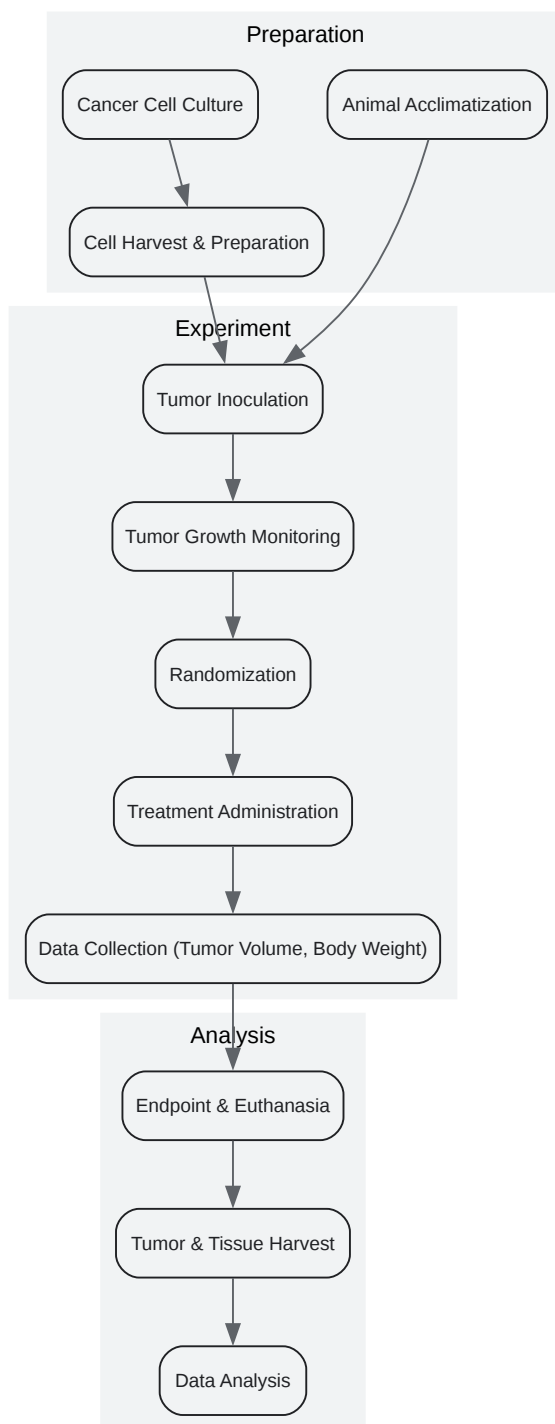 Preparation
Cancer Cell Culture
Animal Acclimatization
Cell Harvest & Preparation
Experiment
Tumor Inoculation
Tumor Growth Monitoring
Randomization
Treatment Administration
Data Collection (Tumor Volume, Body Weight)
Analysis
Endpoint & Euthanasia
Tumor & Tissue Harvest
Data Analysis